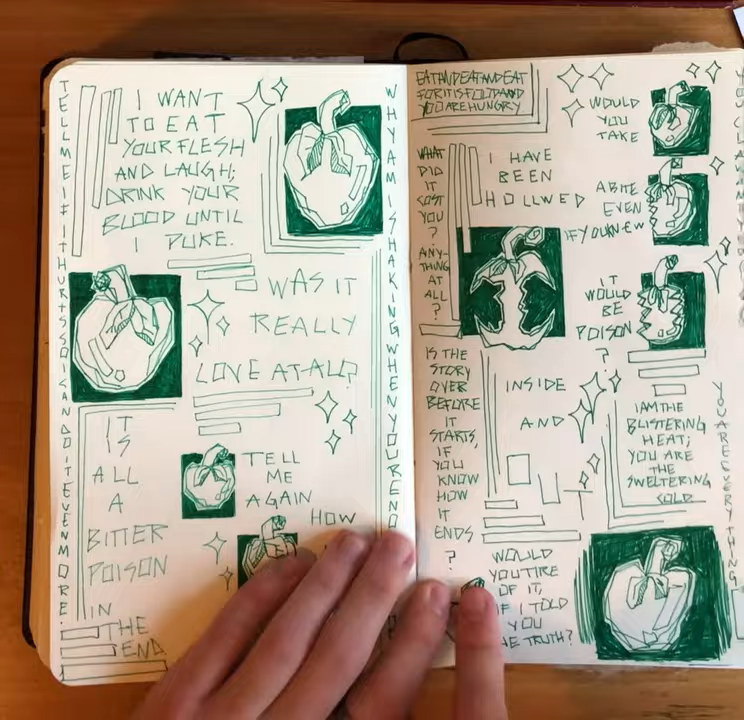 TELL ME IF IT HURTS SO I CAN DO IT EVEN MORE.
I WANT
TO EAT
YOUR FLESH
AND LAUGH;
DRINK YOUR
BLOOD UNTIL
I PUKE.
WAS IT
REALLY
LOVE AT-ALL?
IT
IS
ALL
A
BITTER
POISON
IN
THE
END.
TELL
ME
AGAIN
HOW
WHY AM I SHAKING WHEN YOU'RE NO
EAT AND EAT AND EAT
FOR IT IS FOOD AND
YOU ARE HUNGRY
WHAT
DID
IT
COST
YOU
?
ANY-
THING
AT
ALL
?
I HAVE
BEEN
HOLLWED
INSIDE
AND
OUT
IS THE
STORY
OVER
BEFORE
IT
STARTS,
IF
YOU
KNOW
HOW
IT
ENDS
?
WOULD
YOU
TAKE
A BITE
EVEN
IF YOU KNEW
IT
WOULD
BE
POISON
?
I AM THE
BLISTERING
HEAT;
YOU ARE
THE
SWELTERING
COLD
YOU ARE EVERYTHING
WOULD
YOU TIRE
OF IT,
IF I TOLD
YOU
THE TRUTH?